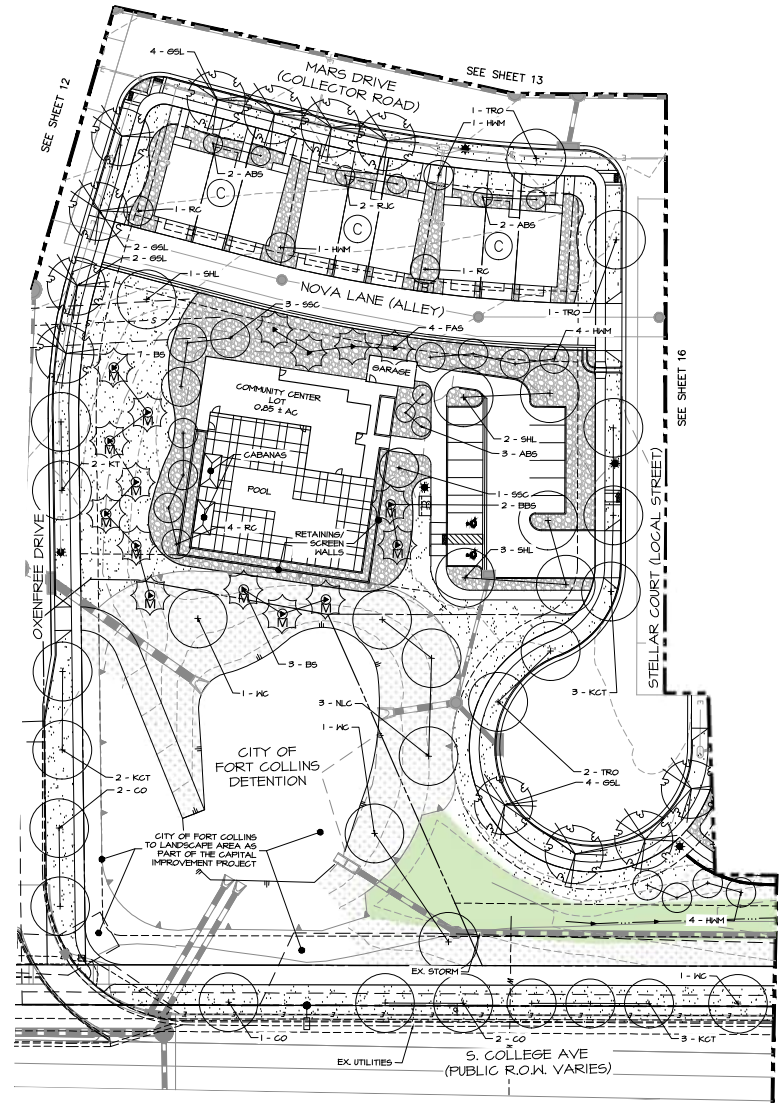 4 - GSL
MARS DRIVE
(COLLECTOR ROAD)
SEE SHEET 13
SEE SHEET 12
1 - TRO
1 - HWM
2 - ABS
C
1 - RC
2 - RJC
C
2 - ABS
C
2 - GSL
2 - GSL
1 - HWM
1 - RC
1 - SHL
NOVA LANE (ALLEY)
3 - SSC
1 - TRO
4 - FAS
4 - HWM
7 - BS
GARAGE
COMMUNITY CENTER
LOT
0.85 ± AC
SEE SHEET 16
2 - SHL
3 - ABS
CABANAS
2 - KT
POOL
1 - SSC
2 - BBS
4 - RC
RETAINING/
SCREEN
WALLS
3 - SHL
OXENFREE DRIVE
STELLAR COURT (LOCAL STREET)
3 - BS
1 - WC
3 - NLC
1 - WC
3 - KCT
CITY OF
FORT COLLINS
DETENTION
2 - KCT
2 - CO
2 - TRO
4 - GSL
CITY OF FORT COLLINS
TO LANDSCAPE AREA AS
PART OF THE CAPITAL
IMPROVEMENT PROJECT
4 - HWM
EX. STORM
1 - WC
1 - CO
2 - CO
3 - KCT
EX. UTILITIES
S. COLLEGE AVE
(PUBLIC R.O.W. VARIES)